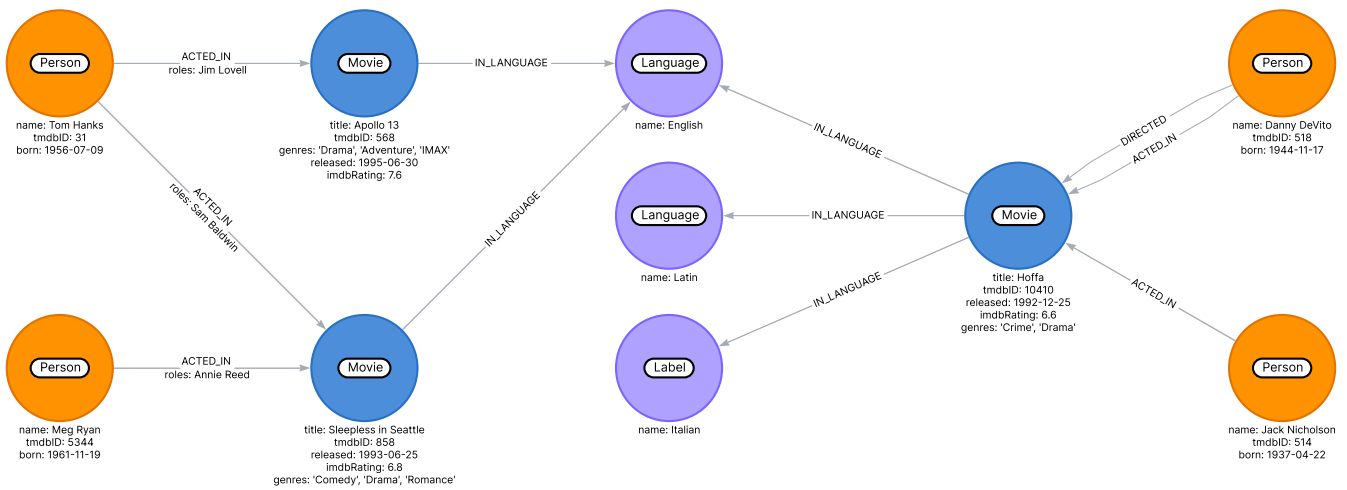 Person
name: Tom Hanks
tmdbID: 31
born: 1956-07-09
ACTED_IN
roles: Jim Lovell
Movie
title: Apollo 13
tmdbID: 568
genres: 'Drama', 'Adventure', 'IMAX'
released: 1995-06-30
imdbRating: 7.6
IN_LANGUAGE
Language
name: English
ACTED_IN
roles: Sam Baldwin
IN_LANGUAGE
Person
name: Meg Ryan
tmdbID: 5344
born: 1961-11-19
ACTED_IN
roles: Annie Reed
Movie
title: Sleepless in Seattle
tmdbID: 858
released: 1993-06-25
imdbRating: 6.8
genres: 'Comedy', 'Drama', 'Romance'
IN_LANGUAGE
Language
name: Latin
IN_LANGUAGE
Label
name: Italian
IN_LANGUAGE
Movie
title: Hoffa
tmdbID: 10410
released: 1992-12-25
imdbRating: 6.6
genres: 'Crime', 'Drama'
DIRECTED
ACTED_IN
Person
name: Danny DeVito
tmdbID: 518
born: 1944-11-17
ACTED_IN
Person
name: Jack Nicholson
tmdbID: 514
born: 1937-04-22